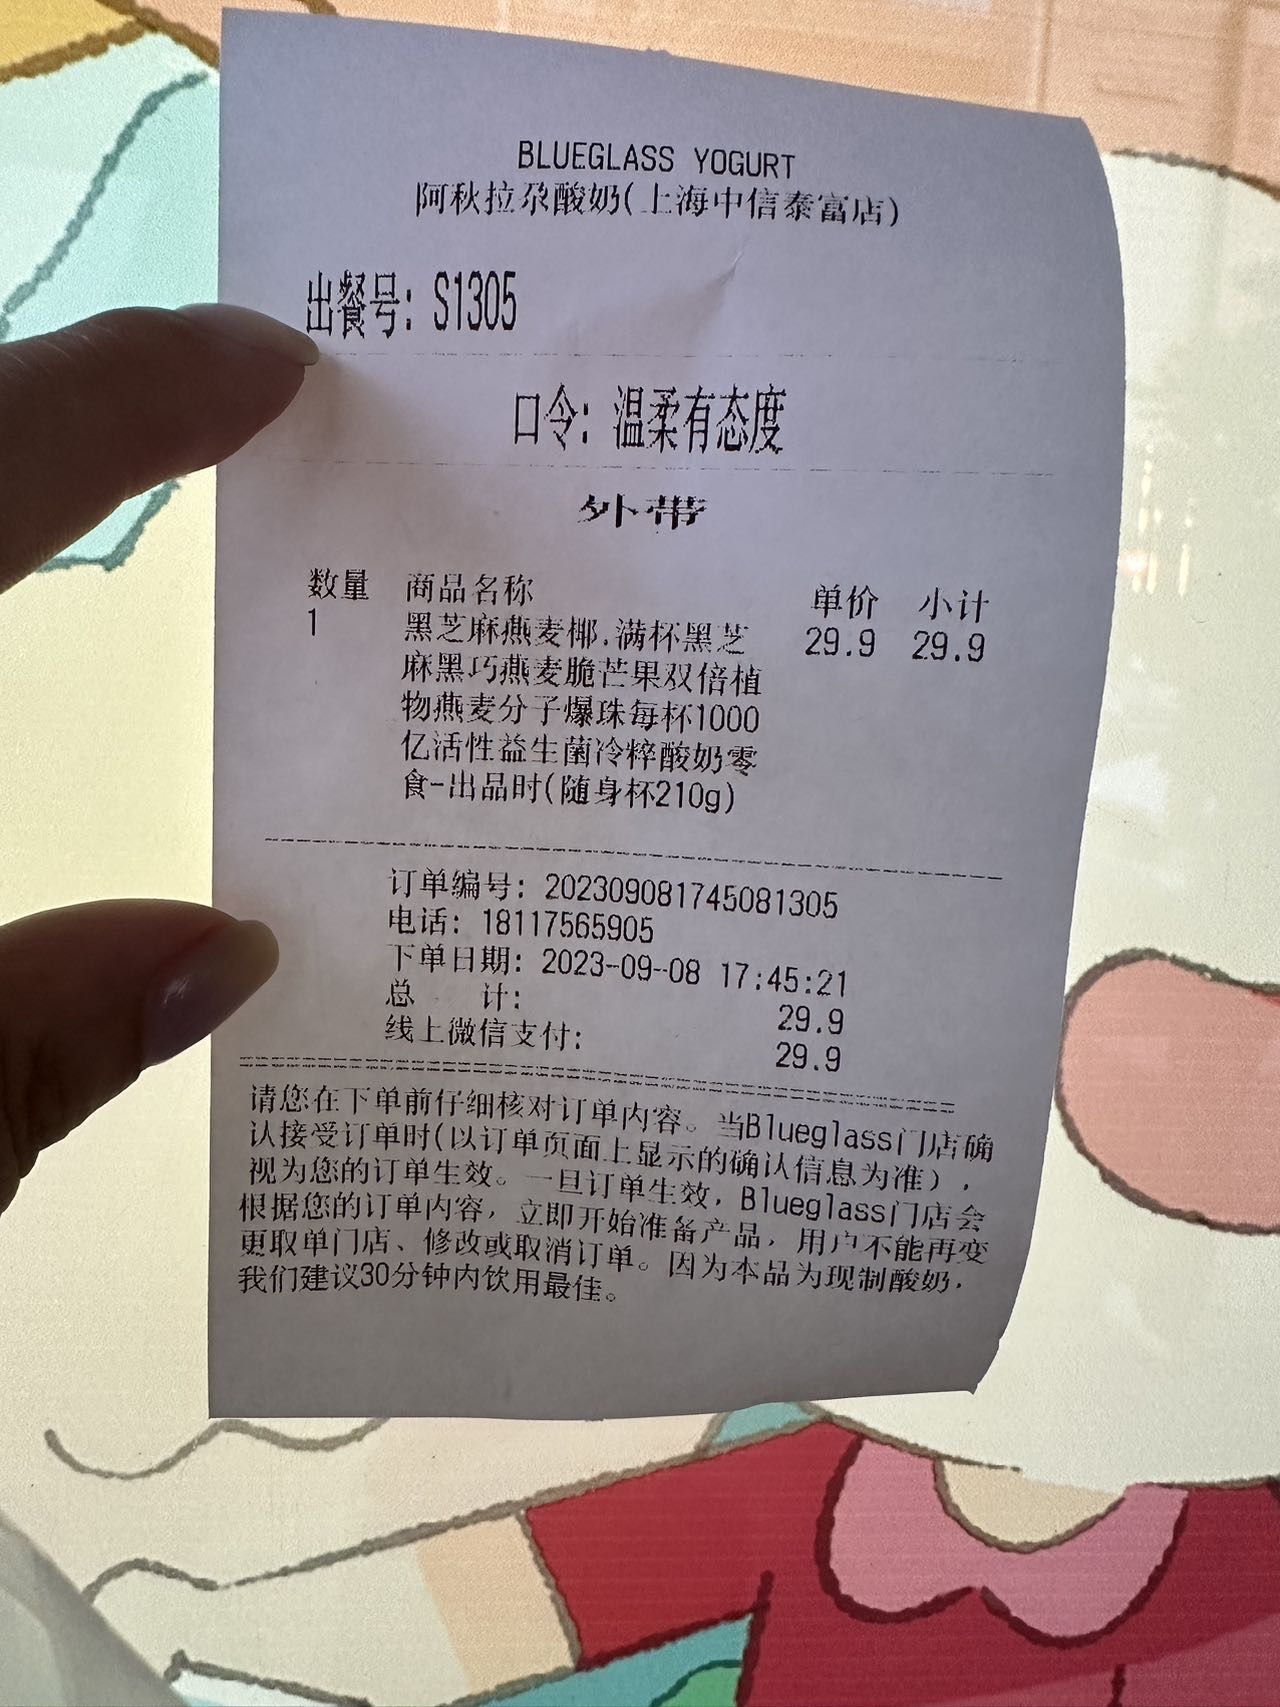 BLUEGLASS YOGURT
阿秋拉尕酸奶(上海中信泰富店)
出餐号: S1305
口令: 温柔有态度
外带
数量 商品名称 单价 小计
1 黑芝麻燕麦椰.满杯黑芝 29.9 29.9
麻黑巧燕麦脆芒果双倍植
物燕麦分子爆珠每杯1000
亿活性益生菌冷粹酸奶零
食-出品时(随身杯210g)
订单编号: 202309081745081305
电话: 18117565905
下单日期: 2023-09-08 17:45:21
总 计: 29.9
线上微信支付: 29.9
请您在下单前仔细核对订单内容。当Blueglass门店确
认接受订单时(以订单页面上显示的确认信息为准),
视为您的订单生效。一旦订单生效,Blueglass门店会
根据您的订单内容,立即开始准备产品,用户不能再变
更取单门店、修改或取消订单。因为本品为现制酸奶,
我们建议30分钟内饮用最佳。